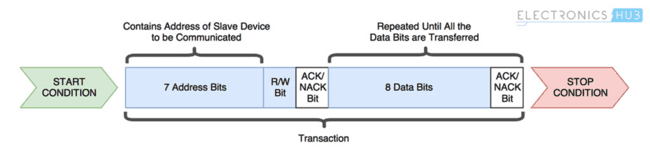 ELECTRONICS HUB
Contains Address of Slave Device
to be Communicated
Repeated Until All the
Data Bits are Transferred
START
CONDITION
7 Address Bits
R/W
Bit
ACK/
NACK
Bit
8 Data Bits
ACK/
NACK
Bit
STOP
CONDITION
Transaction